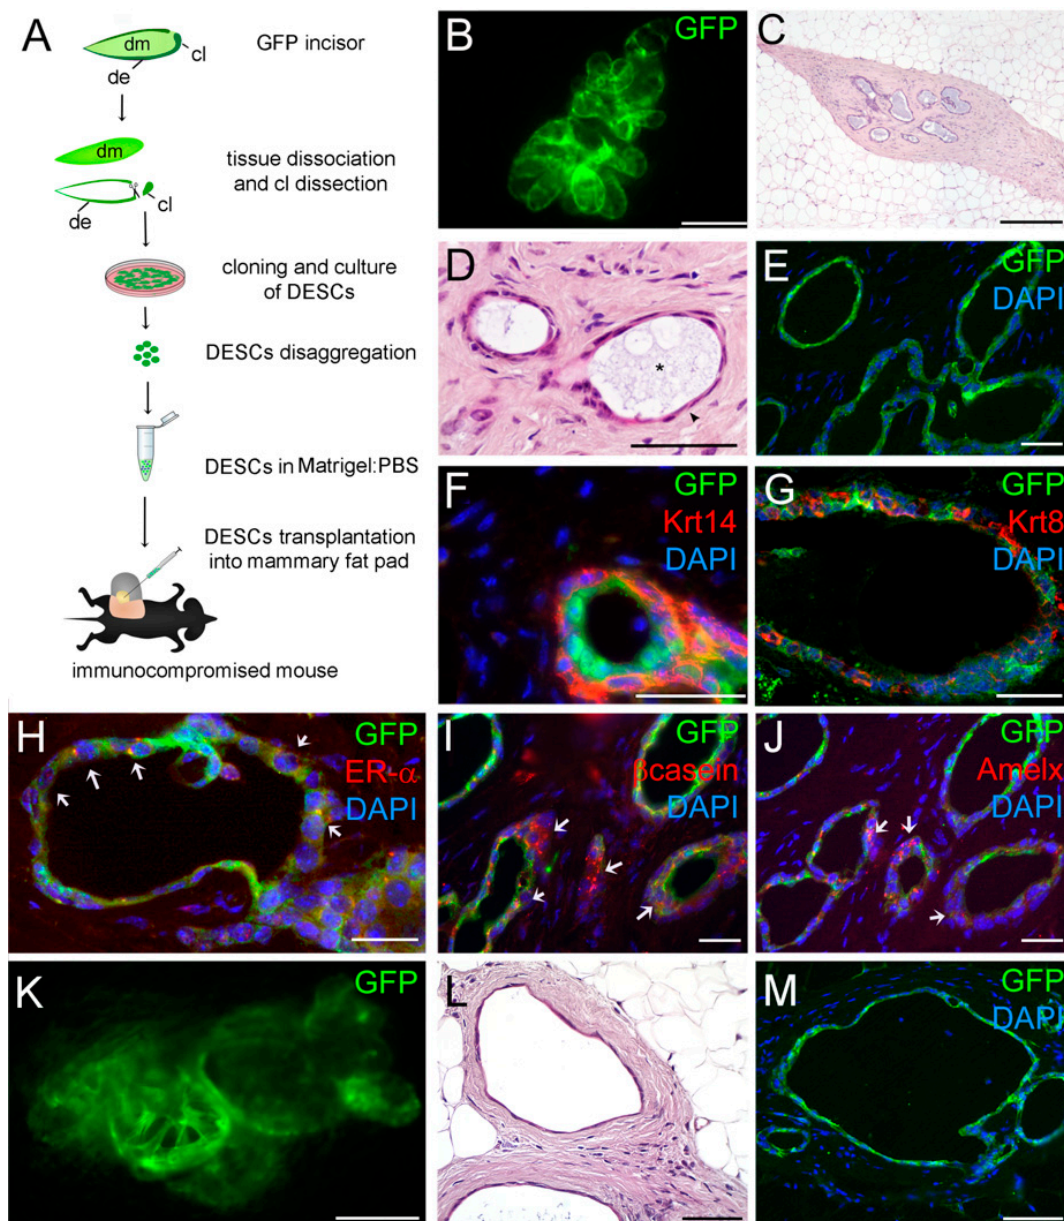 A
GFP incisor
dm
cl
de
dm
tissue dissociation
and cl dissection
cl
de
cloning and culture
of DESCs
DESCs disaggregation
DESCs in Matrigel:PBS
DESCs transplantation
into mammary fat pad
immunocompromised mouse
B
GFP
C
D
*
E
GFP
DAPI
F
GFP
Krt14
DAPI
G
GFP
Krt8
DAPI
H
GFP
ER-α
DAPI
I
GFP
βcasein
DAPI
J
GFP
Amelx
DAPI
K
GFP
L
M
GFP
DAPI